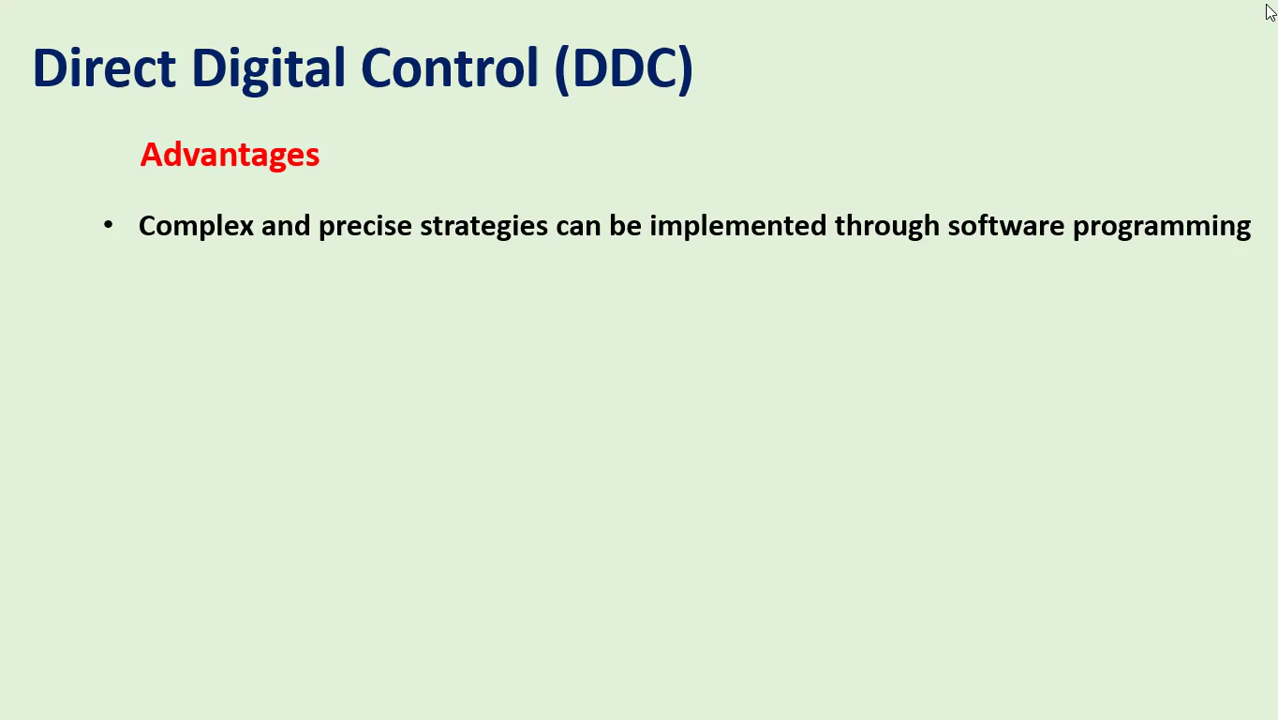 Direct Digital Control (DDC)
Advantages
• Complex and precise strategies can be implemented through software programming